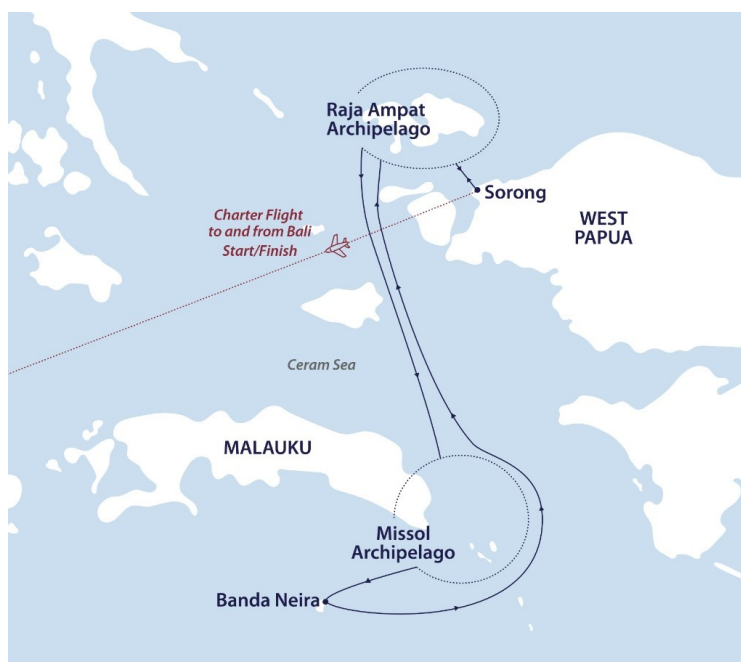 Raja Ampat
Archipelago
Sorong
WEST
PAPUA
Charter Flight
to and from Bali
Start/Finish
Ceram Sea
MALAUKU
Missol
Archipelago
Banda Neira